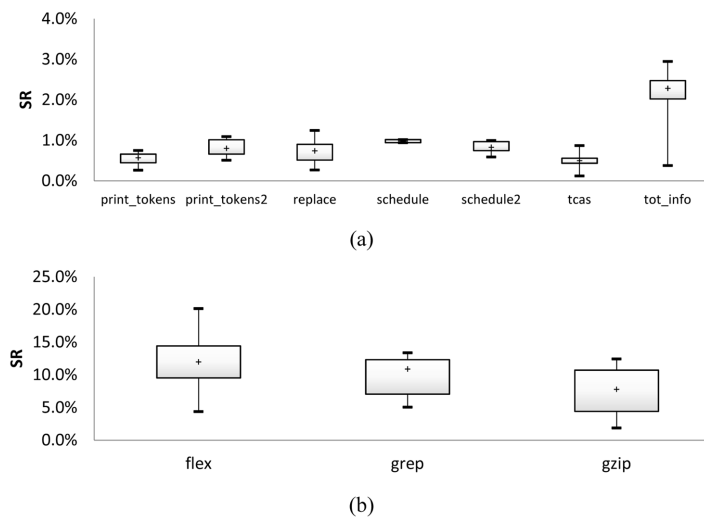 4.0%
3.0%
2.0%
1.0%
0.0%
SR
print_tokens print_tokens2 replace schedule schedule2 tcas tot_info
(a)
25.0%
20.0%
15.0%
10.0%
5.0%
0.0%
SR
flex grep gzip
(b)